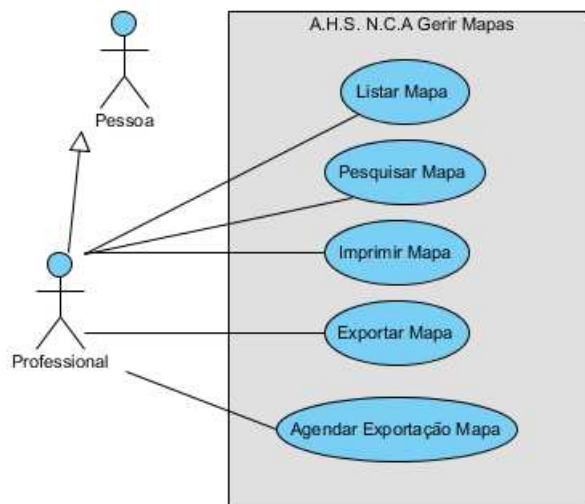 A.H.S. N.C.A Gerir Mapas
Pessoa
Listar Mapa
Pesquisar Mapa
Imprimir Mapa
Professional
Exportar Mapa
Agendar Exportação Mapa